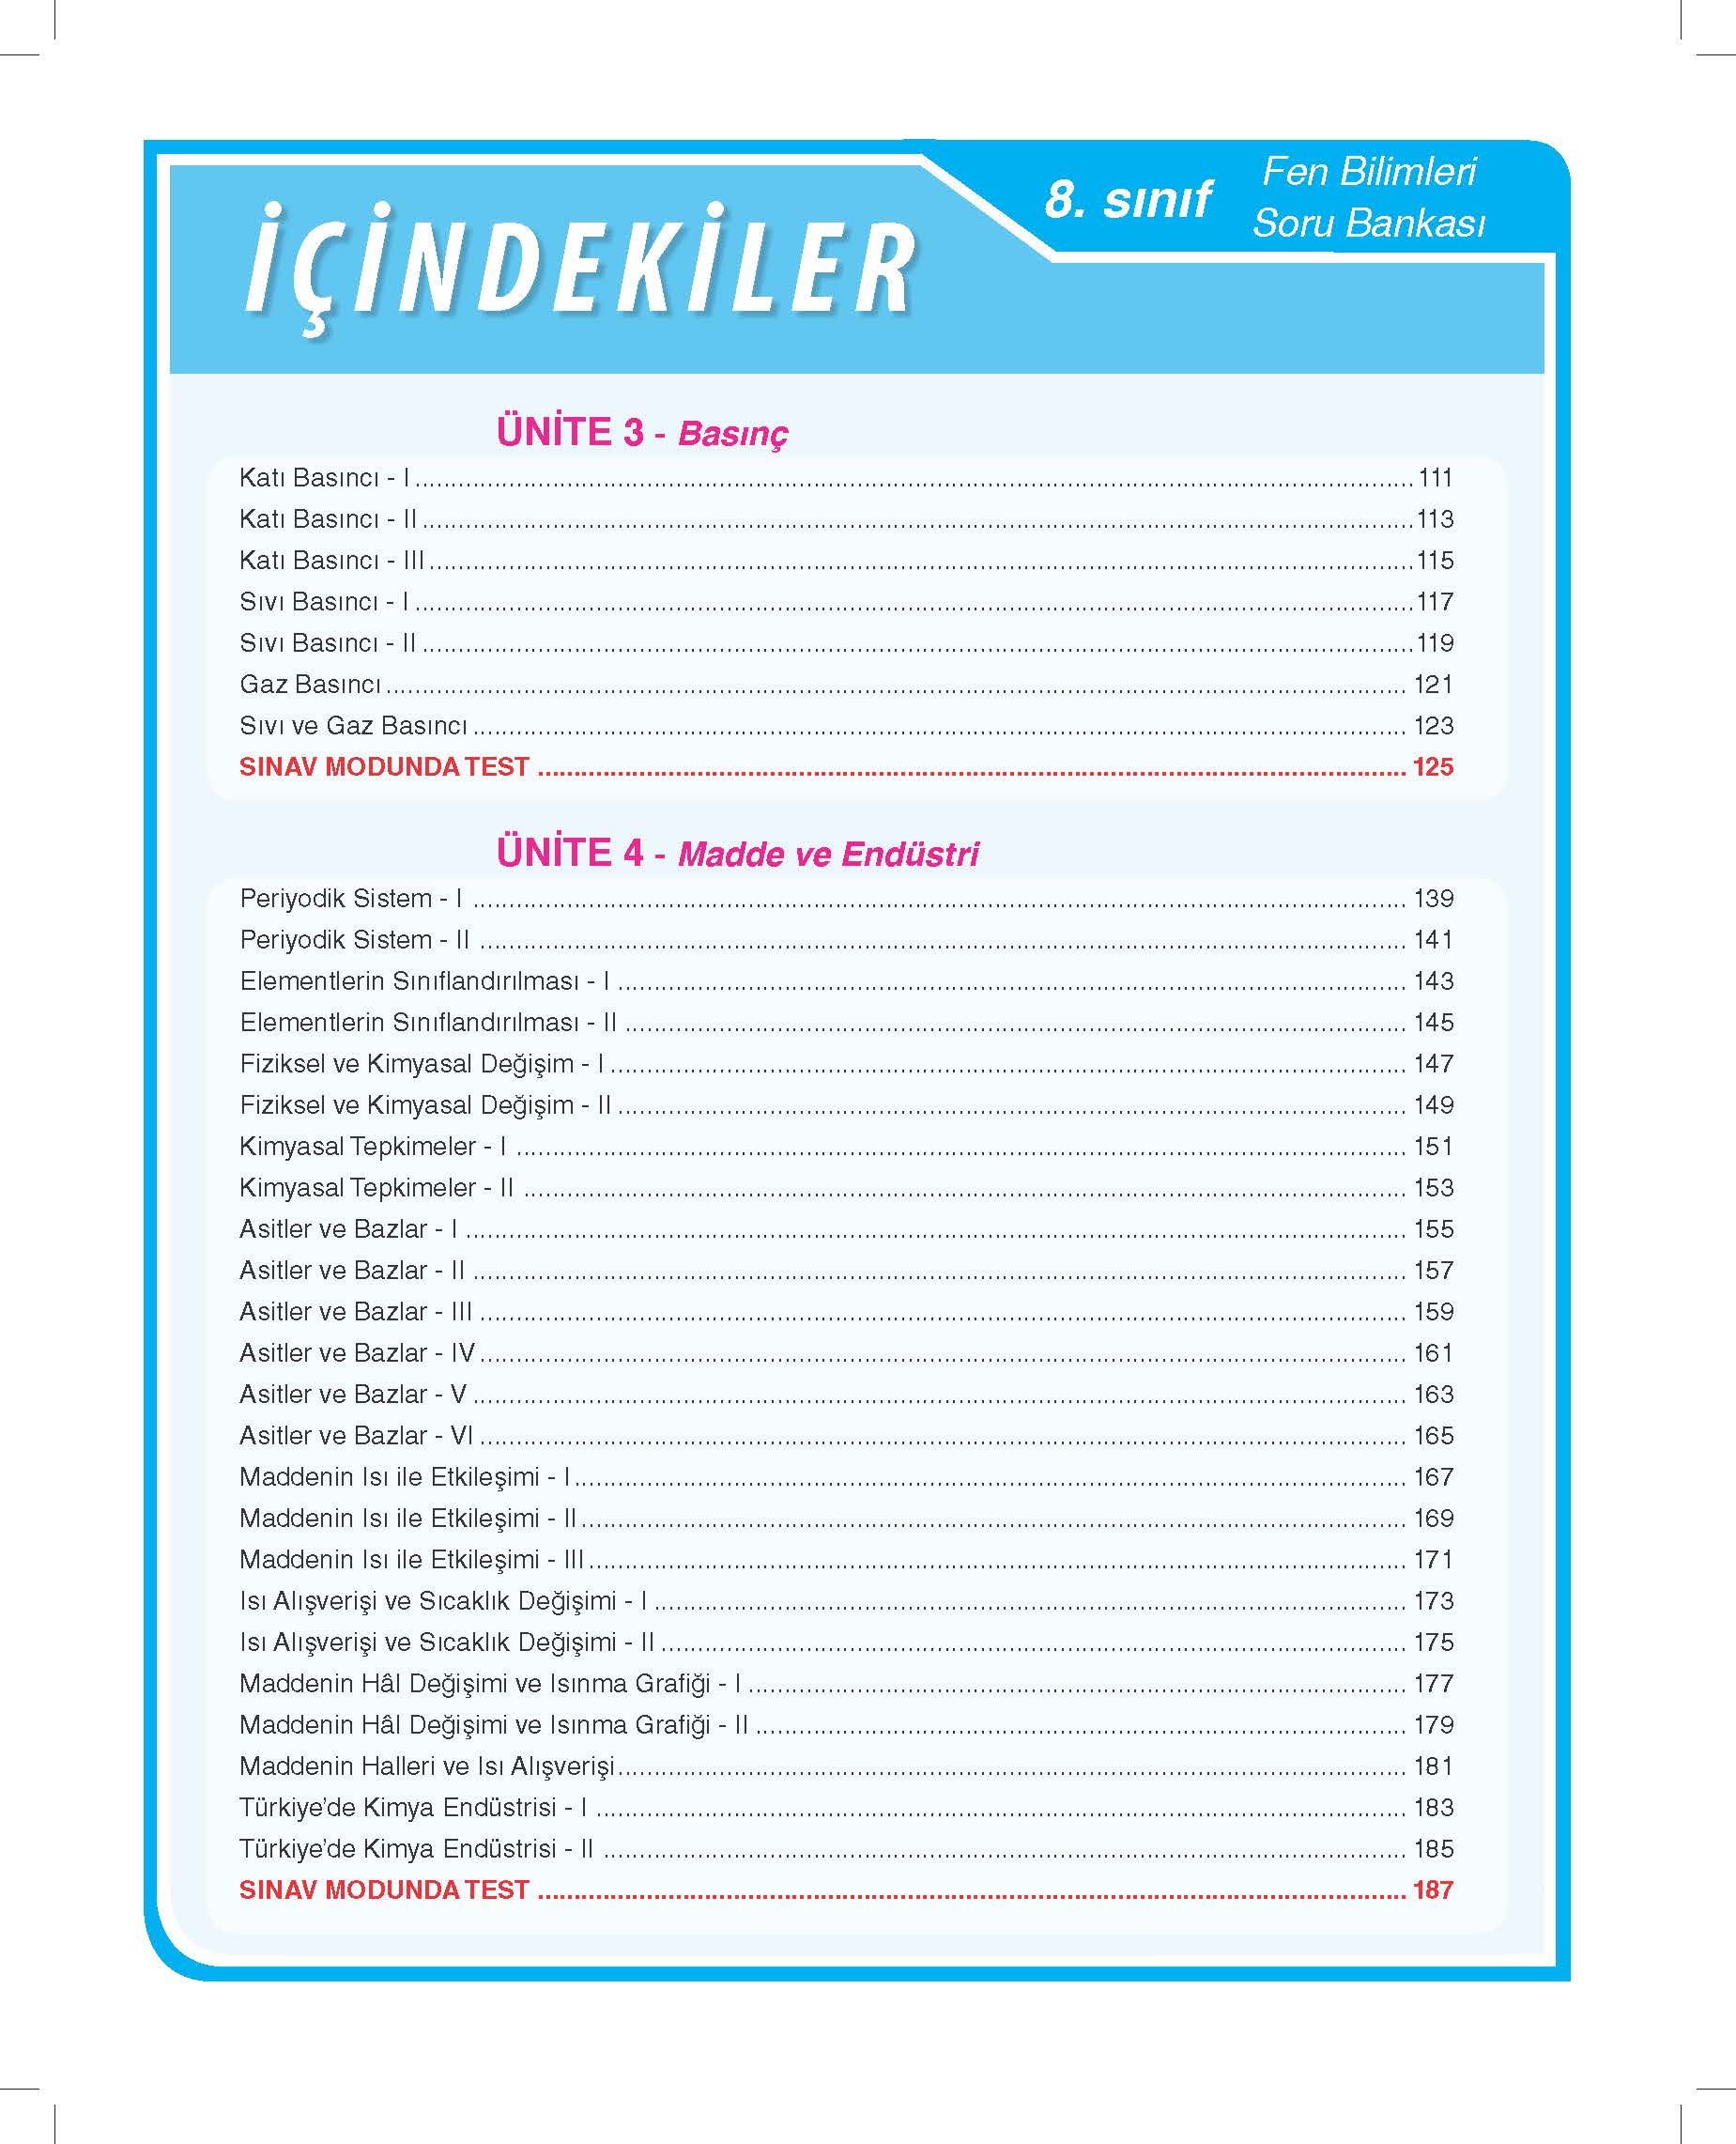 İÇİNDEKİLER
8. sınıf
Fen Bilimleri
Soru Bankası
ÜNİTE 3 - Basınç
Katı Basıncı - I 111
Katı Basıncı - II 113
Katı Basıncı - III 115
Sıvı Basıncı - I 117
Sıvı Basıncı - II 119
Gaz Basıncı 121
Sıvı ve Gaz Basıncı 123
SINAV MODUNDA TEST 125
ÜNİTE 4 - Madde ve Endüstri
Periyodik Sistem - I 139
Periyodik Sistem - II 141
Elementlerin Sınıflandırılması - I 143
Elementlerin Sınıflandırılması - II 145
Fiziksel ve Kimyasal Değişim - I 147
Fiziksel ve Kimyasal Değişim - II 149
Kimyasal Tepkimeler - I 151
Kimyasal Tepkimeler - II 153
Asitler ve Bazlar - I 155
Asitler ve Bazlar - II 157
Asitler ve Bazlar - III 159
Asitler ve Bazlar - IV 161
Asitler ve Bazlar - V 163
Asitler ve Bazlar - VI 165
Maddenin Isı ile Etkileşimi - I 167
Maddenin Isı ile Etkileşimi - II 169
Maddenin Isı ile Etkileşimi - III 171
Isı Alışverişi ve Sıcaklık Değişimi - I 173
Isı Alışverişi ve Sıcaklık Değişimi - II 175
Maddenin Hâl Değişimi ve Isınma Grafiği - I 177
Maddenin Hâl Değişimi ve Isınma Grafiği - II 179
Maddenin Halleri ve Isı Alışverişi 181
Türkiye’de Kimya Endüstrisi - I 183
Türkiye’de Kimya Endüstrisi - II 185
SINAV MODUNDA TEST 187